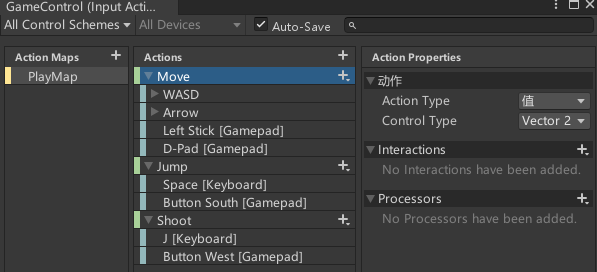 GameControl (Input Acti...
All Control Schemes All Devices Auto-Save
Action Maps + Actions + Action Properties
PlayMap
Move
WASD
Arrow
Left Stick [Gamepad]
D-Pad [Gamepad]
Jump
Space [Keyboard]
Button South [Gamepad]
Shoot
J [Keyboard]
Button West [Gamepad]
动作
Action Type 值
Control Type Vector 2
Interactions
No Interactions have been added.
Processors
No Processors have been added.